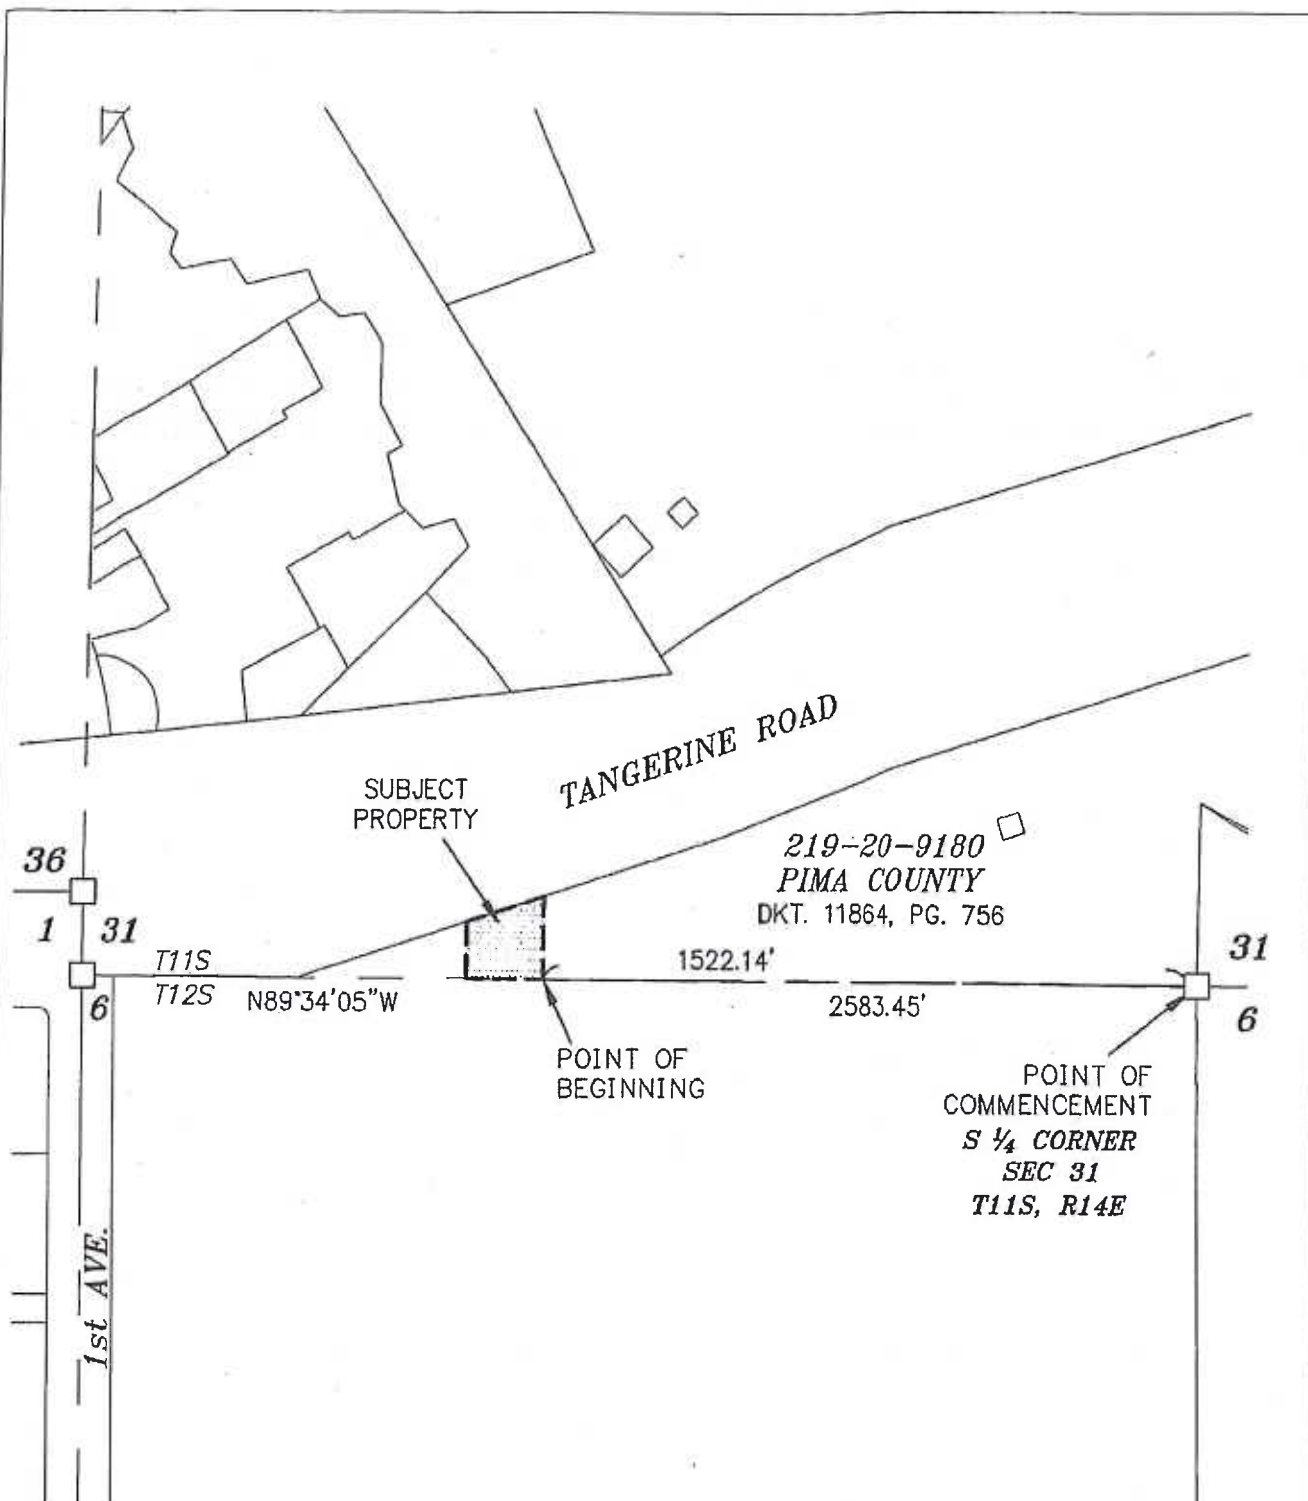 TANGERINE ROAD
SUBJECT
PROPERTY
219-20-9180
PIMA COUNTY
DKT. 11864, PG. 756
36
1
31
T11S
T12S
6
N89°34'05"W
1522.14'
2583.45'
31
6
POINT OF
BEGINNING
POINT OF
COMMENCEMENT
S ¼ CORNER
SEC 31
T11S, R14E
1st AVE.